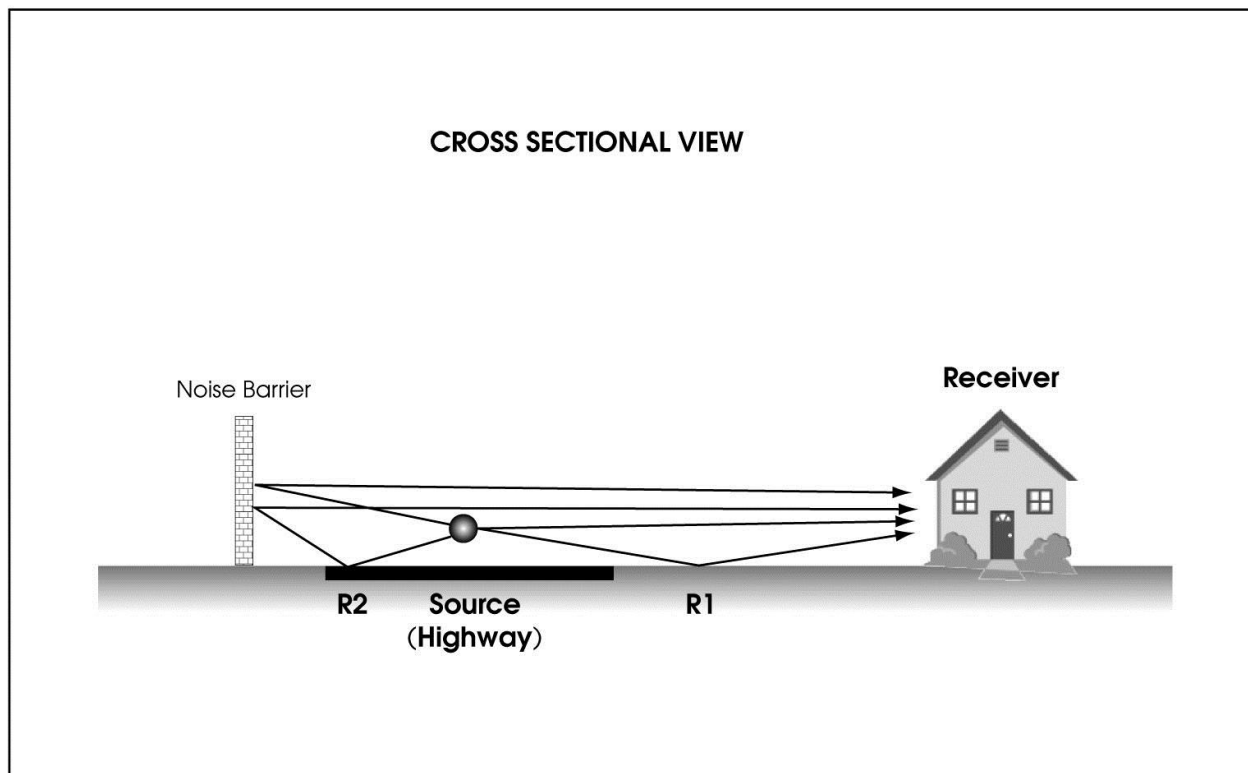 CROSS SECTIONAL VIEW
Noise Barrier
Receiver
R2
Source
(Highway)
R1